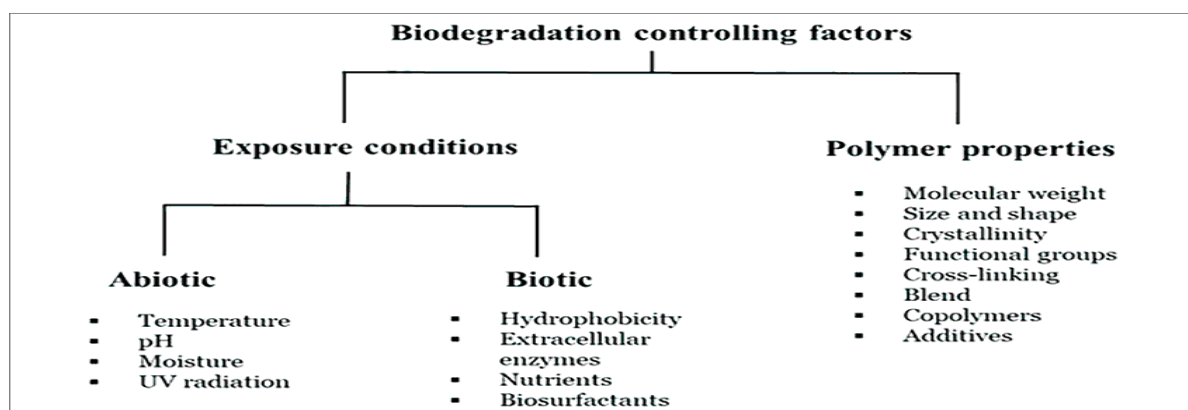 Biodegradation controlling factors
Exposure conditions
Abiotic
▪ Temperature
▪ pH
▪ Moisture
▪ UV radiation
Biotic
▪ Hydrophobicity
▪ Extracellular
enzymes
▪ Nutrients
▪ Biosurfactants
Polymer properties
▪ Molecular weight
▪ Size and shape
▪ Crystallinity
▪ Functional groups
▪ Cross-linking
▪ Blend
▪ Copolymers
▪ Additives